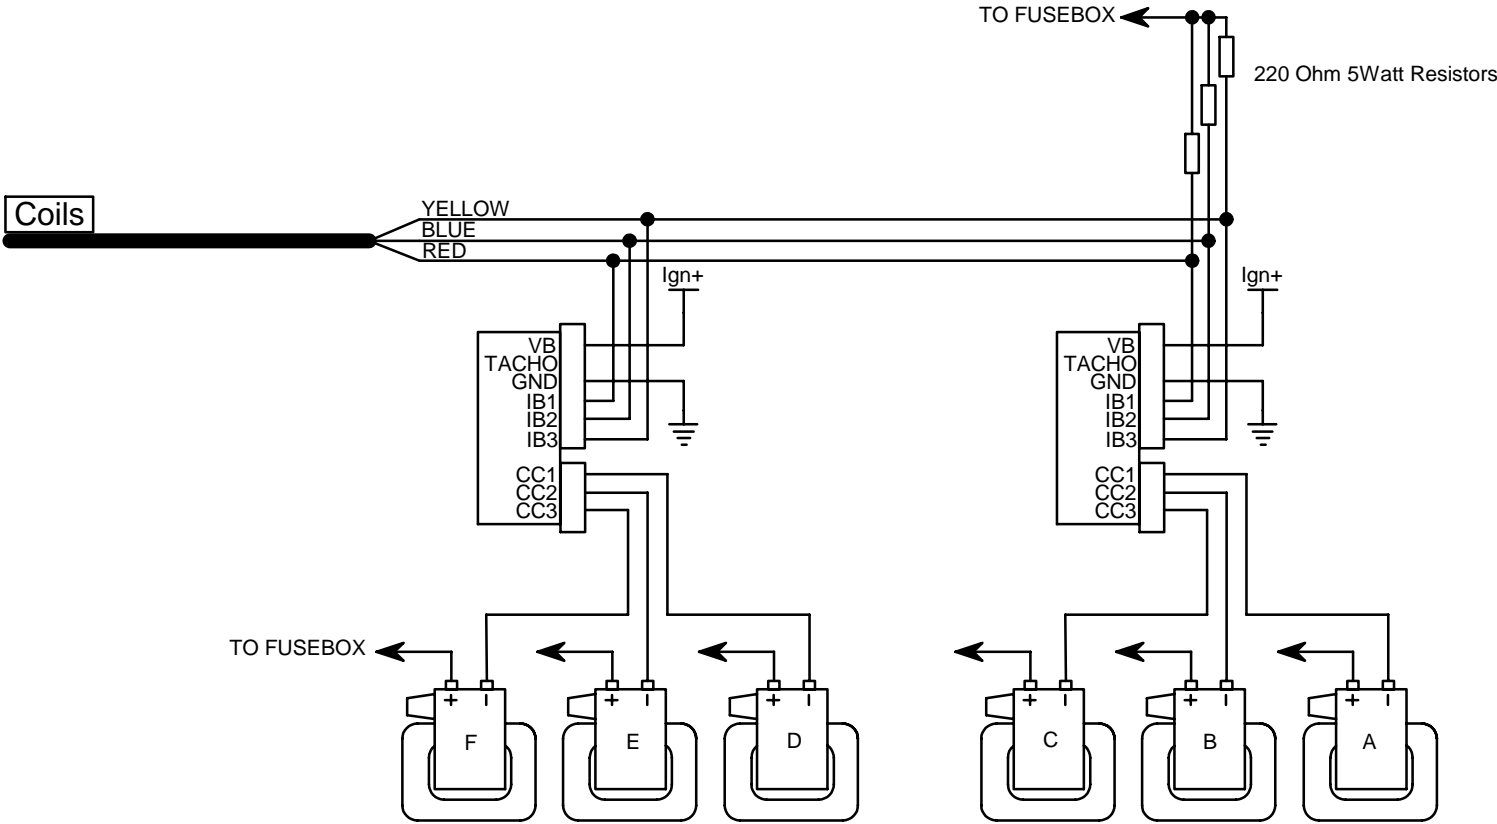 TO FUSEBOX
220 Ohm 5Watt Resistors
Coils
YELLOW
BLUE
RED
Ign+
Ign+
VB
TACHO
GND
IB1
IB2
IB3
CC1
CC2
CC3
VB
TACHO
GND
IB1
IB2
IB3
CC1
CC2
CC3
TO FUSEBOX
+ -
+ -
+ -
+ -
+ -
+ -
F
E
D
C
B
A